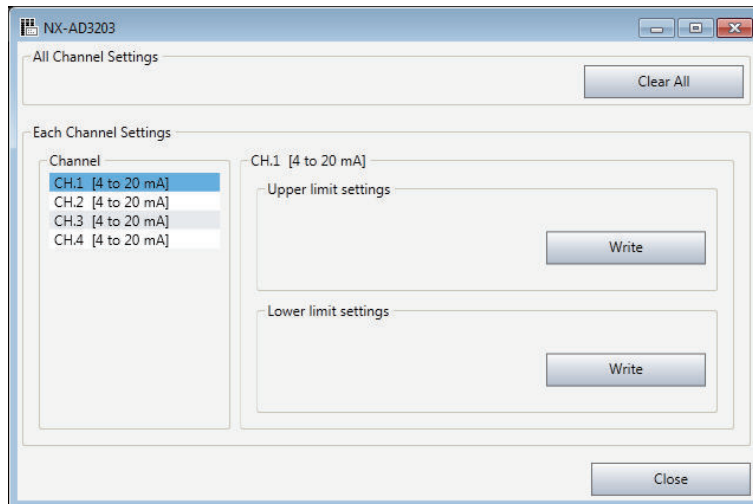 NX-AD3203
All Channel Settings
Clear All
Each Channel Settings
Channel
CH.1 [4 to 20 mA]
CH.2 [4 to 20 mA]
CH.3 [4 to 20 mA]
CH.4 [4 to 20 mA]
CH.1 [4 to 20 mA]
Upper limit settings
Write
Lower limit settings
Write
Close